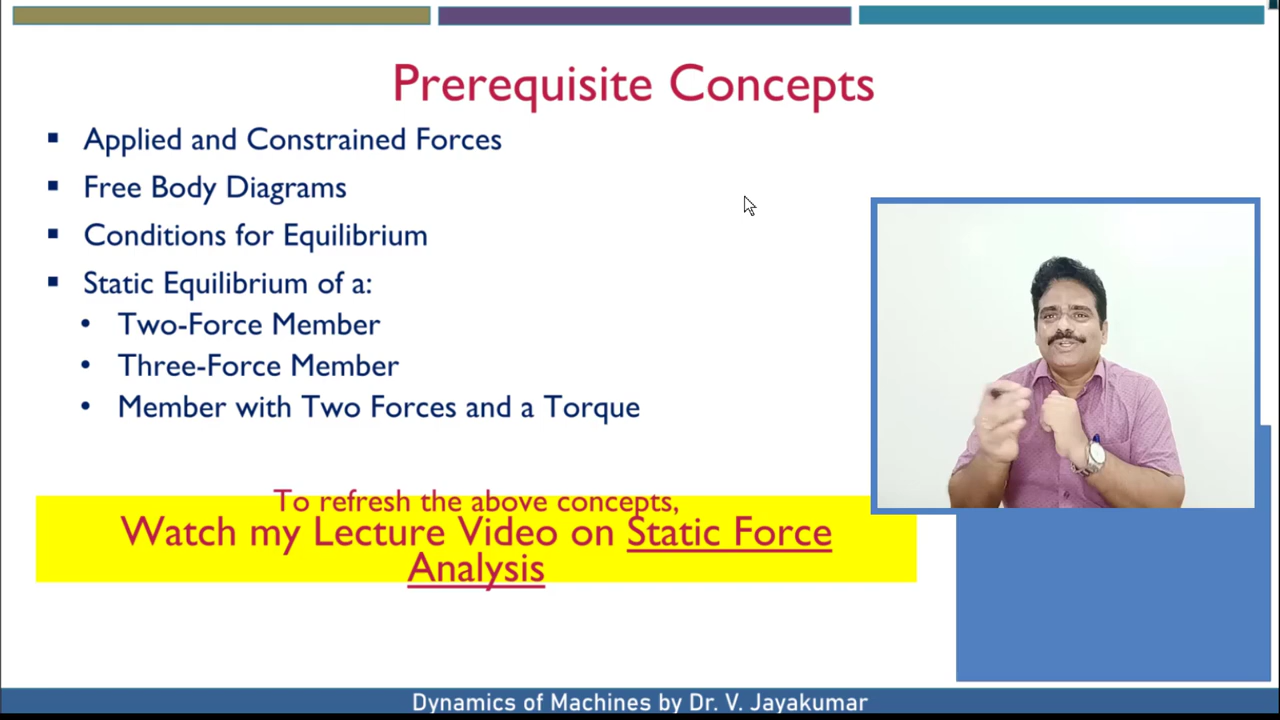 Prerequisite Concepts
▪ Applied and Constrained Forces
▪ Free Body Diagrams
▪ Conditions for Equilibrium
▪ Static Equilibrium of a:
• Two-Force Member
• Three-Force Member
• Member with Two Forces and a Torque
To refresh the above concepts,
Watch my Lecture Video on Static Force
Analysis
Dynamics of Machines by Dr. V. Jayakumar